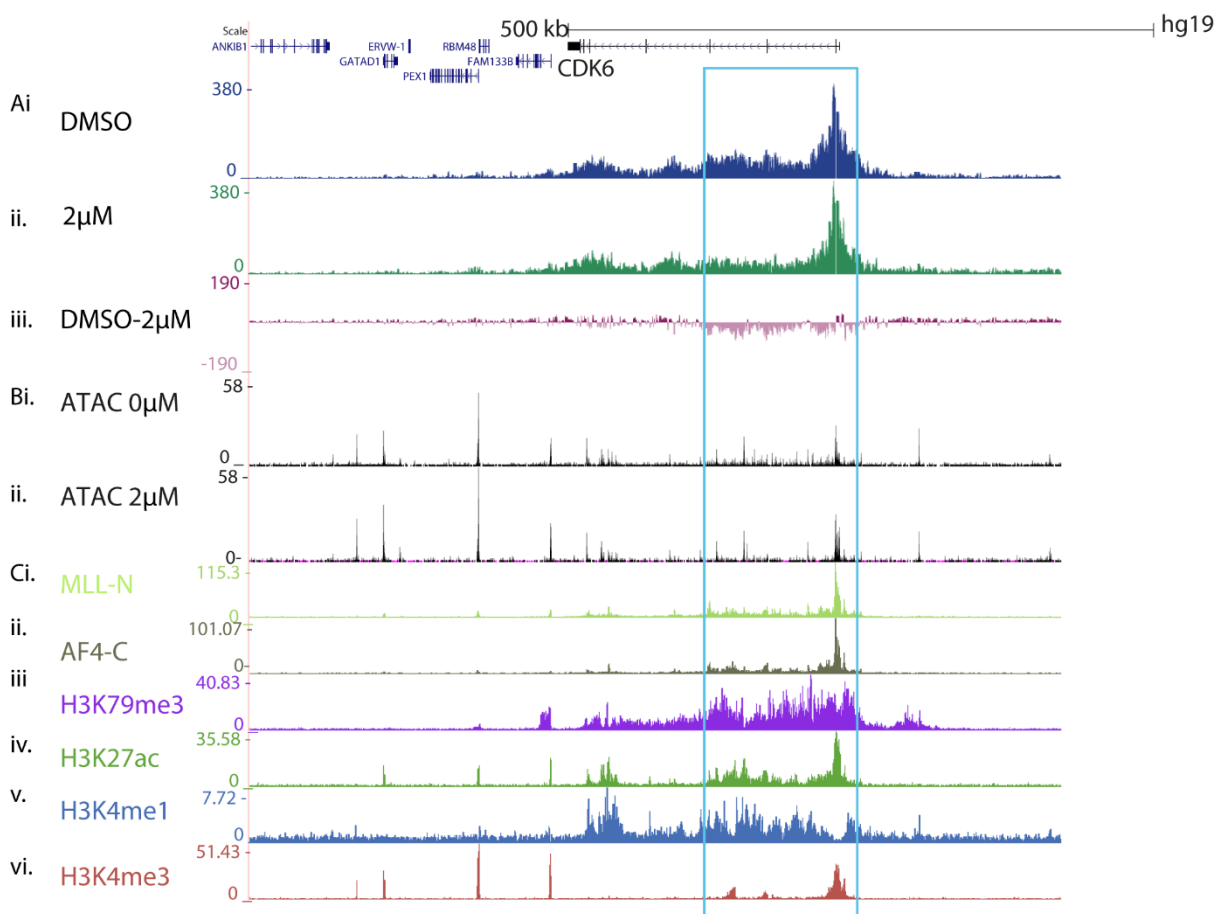 Scale 500 kb hg19
ANKIB1 ERVW-1 RBM48
GATAD1 FAM133B CDK6
PEX1
Ai DMSO 380 -
0 _
ii. 2µM 380 -
0 _
iii. DMSO-2µM 190 -
-190 _
Bi. ATAC 0µM 58 -
0 _
ii. ATAC 2µM 58 -
0-
Ci. MLL-N 115.3 _
0 _
ii. AF4-C 101.07 _
0-
iii H3K79me3 40.83 -
0 _
iv. H3K27ac 35.58 -
0 _
v. H3K4me1 7.72 -
0 _
vi. H3K4me3 51.43 -
0 _